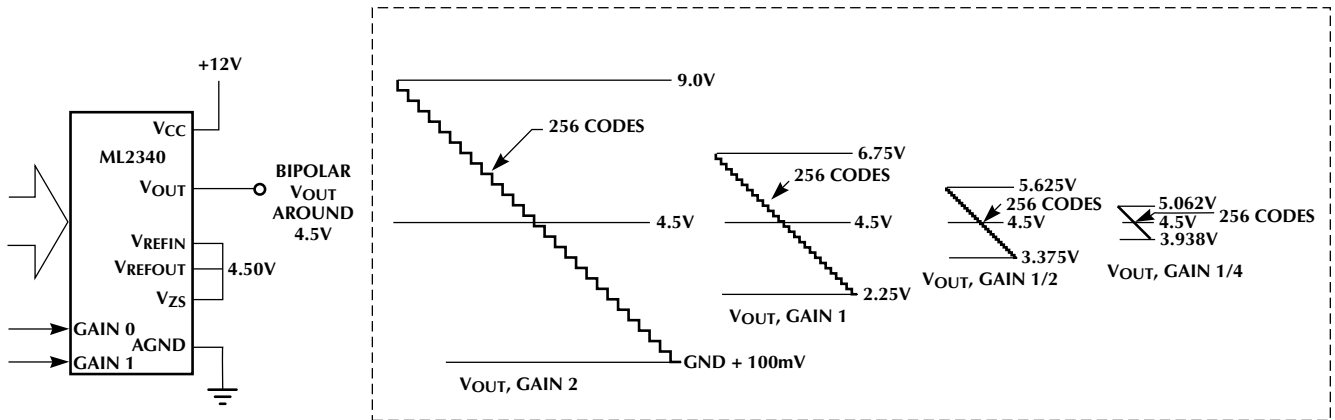 +12V
VCC
ML2340
VOUT
BIPOLAR
VOUT
AROUND
4.5V
VREFIN
VREFOUT
4.50V
VZS
GAIN 0
AGND
GAIN 1
9.0V
256 CODES
4.5V
GND + 100mV
VOUT, GAIN 2
6.75V
256 CODES
4.5V
2.25V
VOUT, GAIN 1
5.625V
256 CODES
4.5V
3.375V
VOUT, GAIN 1/2
5.062V
256 CODES
4.5V
3.938V
VOUT, GAIN 1/4